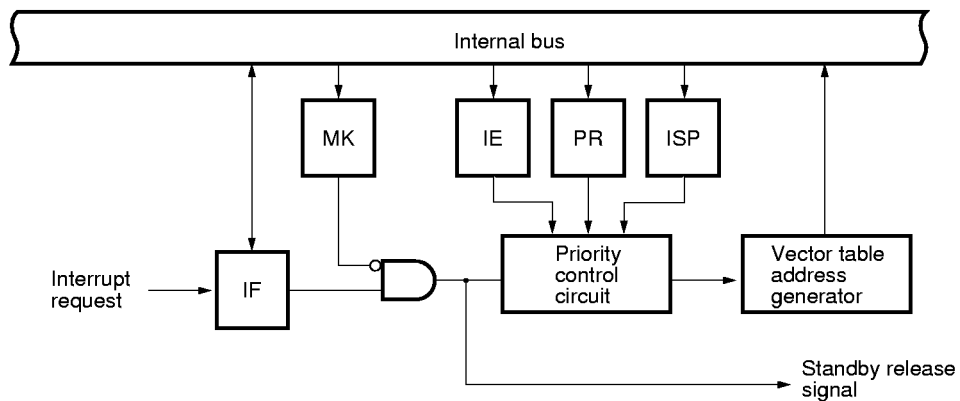 Internal bus
MK
IE
PR
ISP
Interrupt
request
IF
Priority
control
circuit
Vector table
address
generator
Standby release
signal